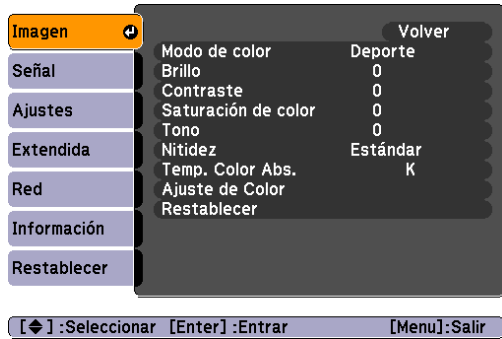 Imagen
Señal
Ajustes
Extendida
Red
Información
Restablecer
Volver
Modo de color Deporte
Brillo 0
Contraste 0
Saturación de color 0
Tono 0
Nitidez Estándar
Temp. Color Abs. K
Ajuste de Color
Restablecer
[ ] :Seleccionar [Enter] :Entrar [Menu]:Salir